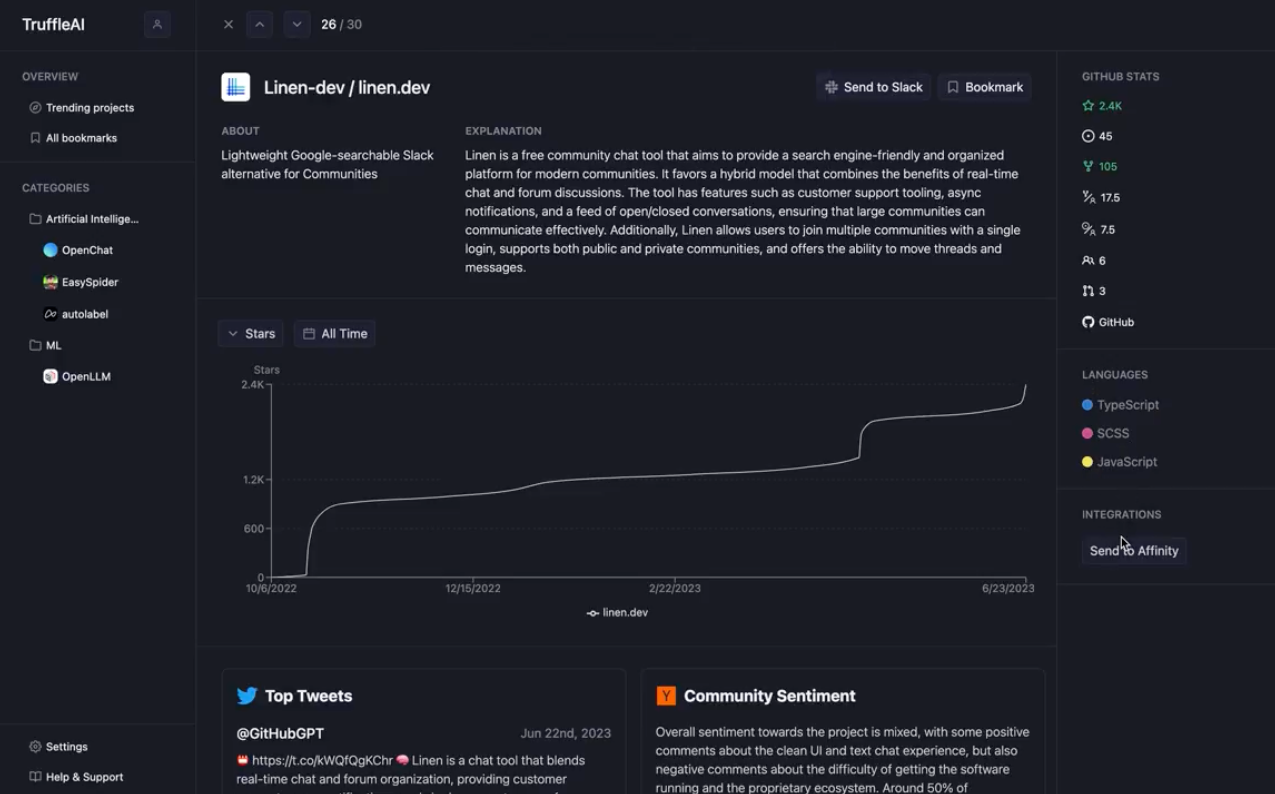 TruffleAI
26 / 30
OVERVIEW
Trending projects
All bookmarks
CATEGORIES
Artificial Intellige...
OpenChat
EasySpider
autolabel
ML
OpenLLM
Settings
Help & Support
Linen-dev / linen.dev
Send to Slack
Bookmark
ABOUT
Lightweight Google-searchable Slack
alternative for Communities
EXPLANATION
Linen is a free community chat tool that aims to provide a search engine-friendly and organized
platform for modern communities. It favors a hybrid model that combines the benefits of real-time
chat and forum discussions. The tool has features such as customer support tooling, async
notifications, and a feed of open/closed conversations, ensuring that large communities can
communicate effectively. Additionally, Linen allows users to join multiple communities with a single
login, supports both public and private communities, and offers the ability to move threads and
messages.
Stars
All Time
Stars
2.4K
1.2K
600
0
10/6/2022
12/15/2022
2/22/2023
6/23/2023
linen.dev
Top Tweets
@GitHubGPT
Jun 22nd, 2023
https://t.co/kWQfQgKChr 🧠 Linen is a chat tool that blends
real-time chat and forum organization, providing customer
Y
Community Sentiment
Overall sentiment towards the project is mixed, with some positive
comments about the clean UI and text chat experience, but also
negative comments about the difficulty of getting the software
running and the proprietary ecosystem. Around 50% of
GITHUB STATS
2.4K
45
105
17.5
7.5
6
3
GitHub
LANGUAGES
TypeScript
SCSS
JavaScript
INTEGRATIONS
Send to Affinity